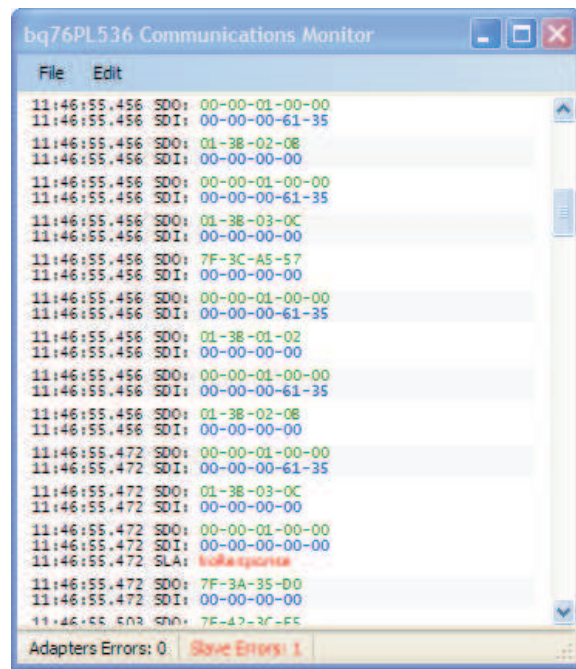 bq76PL536 Communications Monitor
File Edit
11:46:55.456 SDO: 00-00-01-00-00
11:46:55.456 SDI: 00-00-00-61-35
11:46:55.456 SDO: 01-3B-02-0B
11:46:55.456 SDI: 00-00-00-00
11:46:55.456 SDO: 00-00-01-00-00
11:46:55.456 SDI: 00-00-00-61-35
11:46:55.456 SDO: 01-3B-03-0C
11:46:55.456 SDI: 00-00-00-00
11:46:55.456 SDO: 7F-3C-A5-57
11:46:55.456 SDI: 00-00-00-00
11:46:55.456 SDO: 00-00-01-00-00
11:46:55.456 SDI: 00-00-00-61-35
11:46:55.456 SDO: 01-3B-01-02
11:46:55.456 SDI: 00-00-00-00
11:46:55.456 SDO: 00-00-01-00-00
11:46:55.456 SDI: 00-00-00-61-35
11:46:55.456 SDO: 01-3B-02-0B
11:46:55.456 SDI: 00-00-00-00
11:46:55.472 SDO: 00-00-01-00-00
11:46:55.472 SDI: 00-00-00-61-35
11:46:55.472 SDO: 01-3B-03-0C
11:46:55.472 SDI: 00-00-00-00
11:46:55.472 SDO: 00-00-01-00-00
11:46:55.472 SDI: 00-00-00-00-00
11:46:55.472 SLA: NoResponse
11:46:55.472 SDO: 7F-3A-35-D0
11:46:55.472 SDI: 00-00-00-00
11:46:55.503 SDO:
Adapters Errors: 0 Slave Errors: 1